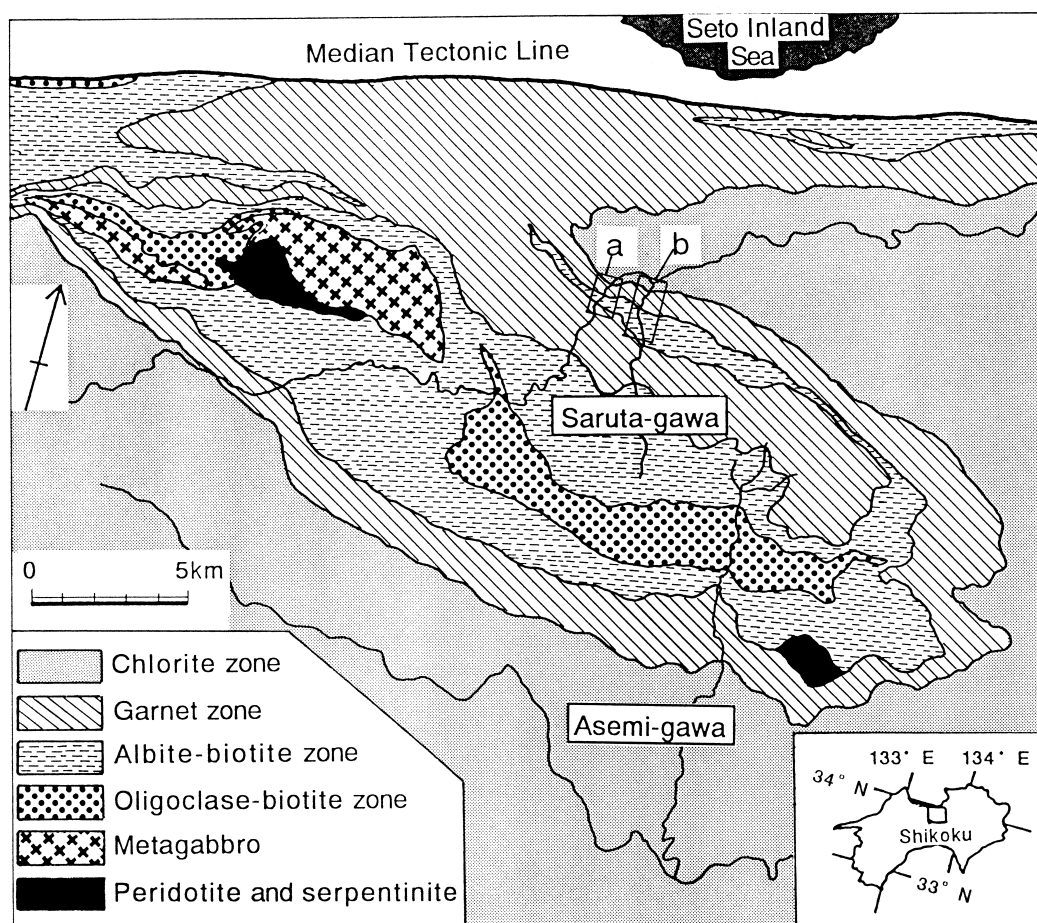 Seto Inland
Sea
Median Tectonic Line
a
b
Saruta-gawa
0 5km
Chlorite zone
Garnet zone
Albite-biotite zone
Oligoclase-biotite zone
Metagabbro
Peridotite and serpentinite
Asemi-gawa
133° E 134° E
34° N
Shikoku
33° N